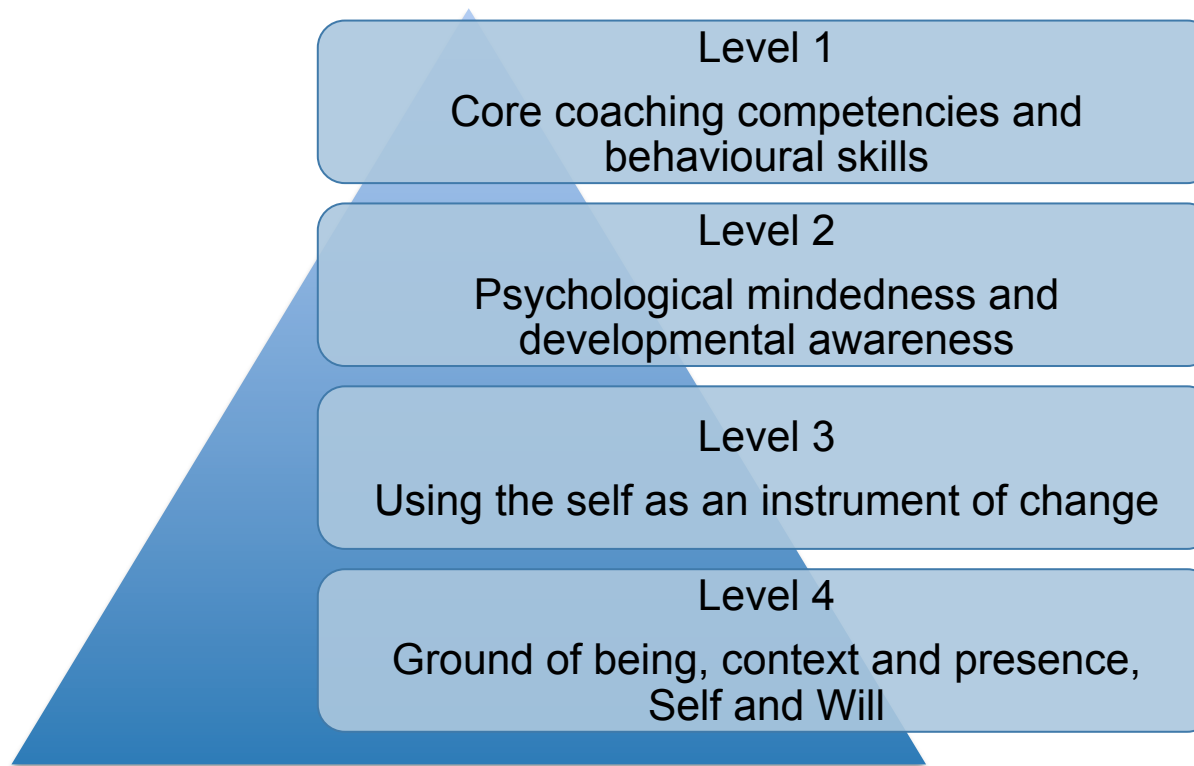 Level 1
Core coaching competencies and
behavioural skills
Level 2
Psychological mindedness and
developmental awareness
Level 3
Using the self as an instrument of change
Level 4
Ground of being, context and presence,
Self and Will